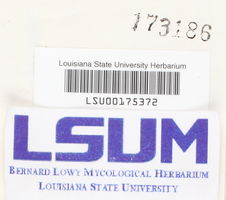 173186
Louisiana State University Herbarium
LSU00175372
LSUM
BERNARD LOWY MYCOLOGICAL HERBARIUM
LOUISIANA STATE UNIVERSITY